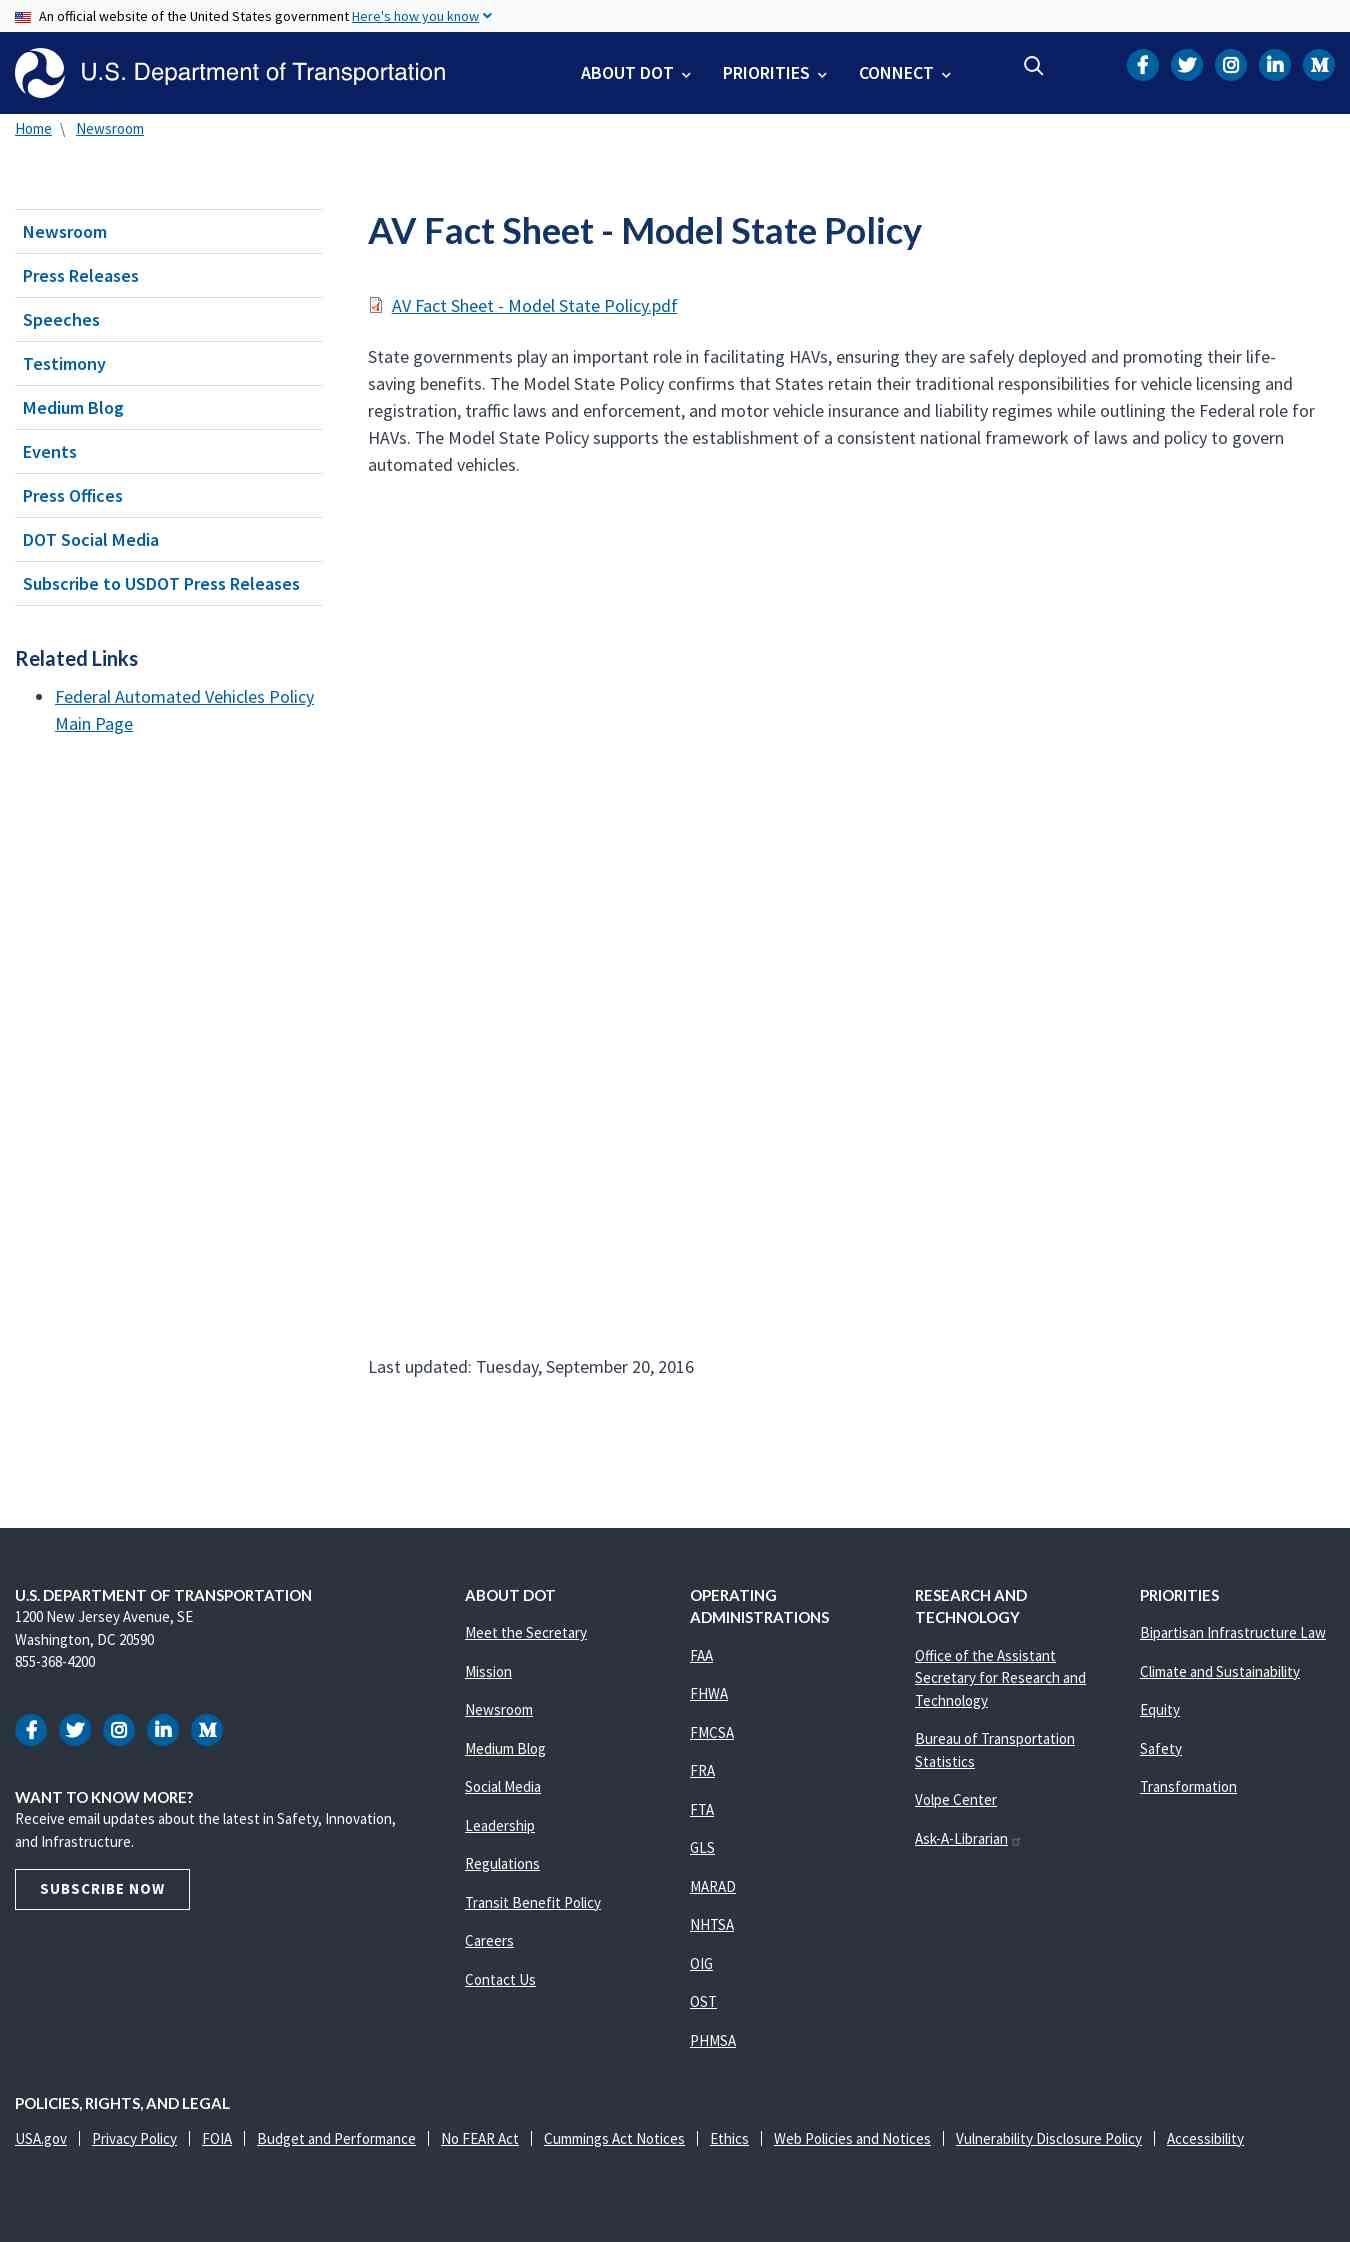 An official website of the United States government Here's how you know
U.S. Department of Transportation
ABOUT DOT
PRIORITIES
CONNECT
Home \ Newsroom
Newsroom
Press Releases
Speeches
Testimony
Medium Blog
Events
Press Offices
DOT Social Media
Subscribe to USDOT Press Releases
Related Links
Federal Automated Vehicles Policy
Main Page
AV Fact Sheet - Model State Policy
AV Fact Sheet - Model State Policy.pdf
State governments play an important role in facilitating HAVs, ensuring they are safely deployed and promoting their life-
saving benefits. The Model State Policy confirms that States retain their traditional responsibilities for vehicle licensing and
registration, traffic laws and enforcement, and motor vehicle insurance and liability regimes while outlining the Federal role for
HAVs. The Model State Policy supports the establishment of a consistent national framework of laws and policy to govern
automated vehicles.
Last updated: Tuesday, September 20, 2016
U.S. DEPARTMENT OF TRANSPORTATION
1200 New Jersey Avenue, SE
Washington, DC 20590
855-368-4200
WANT TO KNOW MORE?
Receive email updates about the latest in Safety, Innovation,
and Infrastructure.
SUBSCRIBE NOW
ABOUT DOT
Meet the Secretary
Mission
Newsroom
Medium Blog
Social Media
Leadership
Regulations
Transit Benefit Policy
Careers
Contact Us
OPERATING
ADMINISTRATIONS
FAA
FHWA
FMCSA
FRA
FTA
GLS
MARAD
NHTSA
OIG
OST
PHMSA
RESEARCH AND
TECHNOLOGY
Office of the Assistant
Secretary for Research and
Technology
Bureau of Transportation
Statistics
Volpe Center
Ask-A-Librarian
PRIORITIES
Bipartisan Infrastructure Law
Climate and Sustainability
Equity
Safety
Transformation
POLICIES, RIGHTS, AND LEGAL
USA.gov | Privacy Policy | FOIA | Budget and Performance | No FEAR Act | Cummings Act Notices | Ethics | Web Policies and Notices | Vulnerability Disclosure Policy | Accessibility